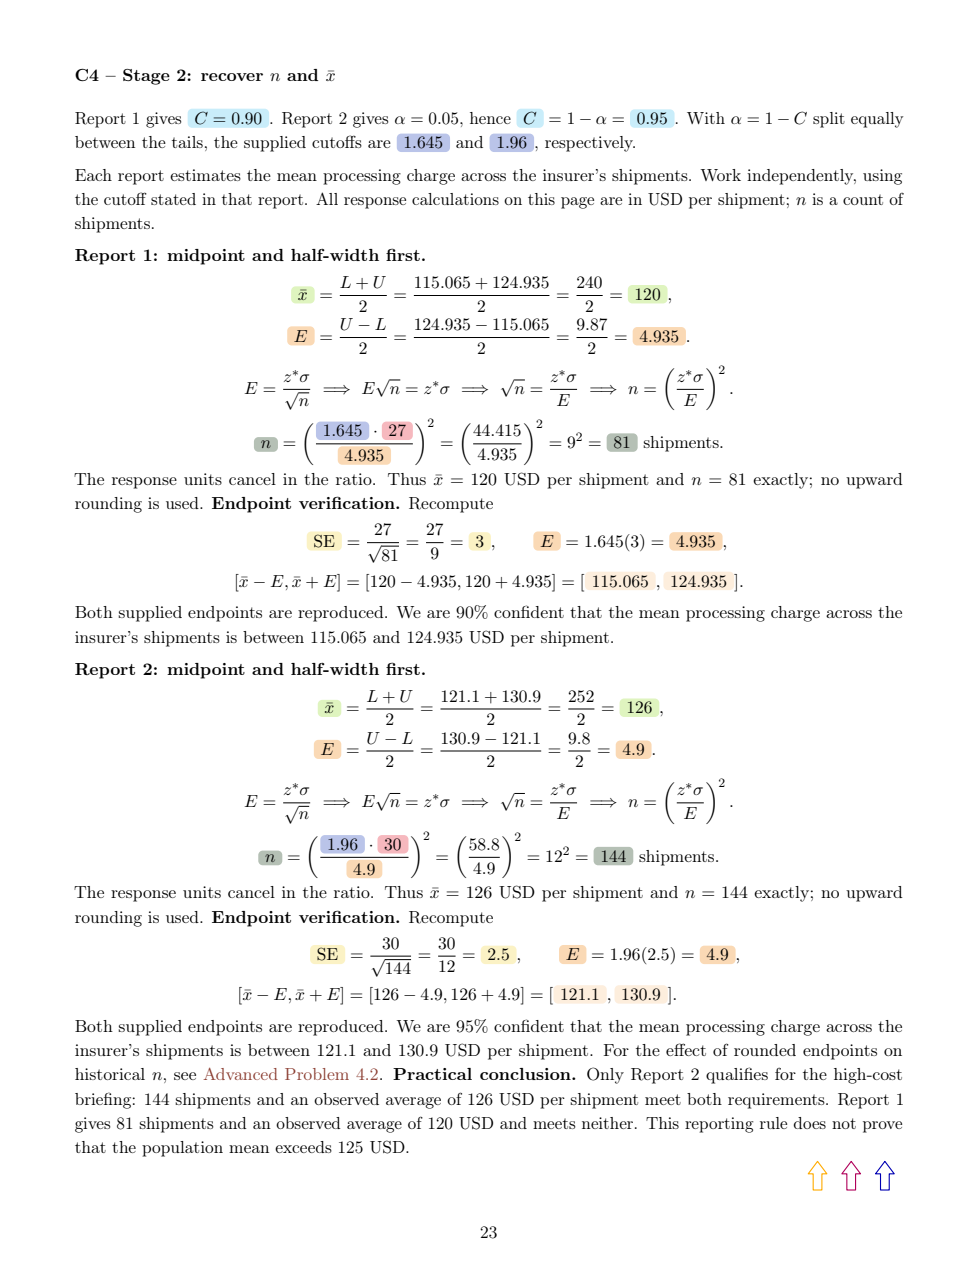 C4 – Stage 2: recover n and x̄
Report 1 gives C = 0.90 . Report 2 gives α = 0.05, hence C = 1 − α = 0.95 . With α = 1 − C split equally
between the tails, the supplied cutoffs are 1.645 and 1.96 , respectively.
Each report estimates the mean processing charge across the insurer's shipments. Work independently, using
the cutoff stated in that report. All response calculations on this page are in USD per shipment; n is a count of
shipments.
Report 1: midpoint and half-width first.
x̄ = (L + U)/2 = (115.065 + 124.935)/2 = 240/2 = 120 ,
E = (U − L)/2 = (124.935 − 115.065)/2 = 9.87/2 = 4.935 .
E = z*σ/√n ⟹ E√n = z*σ ⟹ √n = z*σ/E ⟹ n = (z*σ/E)² .
n = (1.645 · 27 / 4.935)² = (44.415/4.935)² = 9² = 81 shipments.
The response units cancel in the ratio. Thus x̄ = 120 USD per shipment and n = 81 exactly; no upward
rounding is used. Endpoint verification. Recompute
SE = 27/√81 = 27/9 = 3 , E = 1.645(3) = 4.935 ,
[x̄ − E, x̄ + E] = [120 − 4.935, 120 + 4.935] = [ 115.065 , 124.935 ].
Both supplied endpoints are reproduced. We are 90% confident that the mean processing charge across the
insurer's shipments is between 115.065 and 124.935 USD per shipment.
Report 2: midpoint and half-width first.
x̄ = (L + U)/2 = (121.1 + 130.9)/2 = 252/2 = 126 ,
E = (U − L)/2 = (130.9 − 121.1)/2 = 9.8/2 = 4.9 .
E = z*σ/√n ⟹ E√n = z*σ ⟹ √n = z*σ/E ⟹ n = (z*σ/E)² .
n = (1.96 · 30 / 4.9)² = (58.8/4.9)² = 12² = 144 shipments.
The response units cancel in the ratio. Thus x̄ = 126 USD per shipment and n = 144 exactly; no upward
rounding is used. Endpoint verification. Recompute
SE = 30/√144 = 30/12 = 2.5 , E = 1.96(2.5) = 4.9 ,
[x̄ − E, x̄ + E] = [126 − 4.9, 126 + 4.9] = [ 121.1 , 130.9 ].
Both supplied endpoints are reproduced. We are 95% confident that the mean processing charge across the
insurer's shipments is between 121.1 and 130.9 USD per shipment. For the effect of rounded endpoints on
historical n, see Advanced Problem 4.2. Practical conclusion. Only Report 2 qualifies for the high-cost
briefing: 144 shipments and an observed average of 126 USD per shipment meet both requirements. Report 1
gives 81 shipments and an observed average of 120 USD and meets neither. This reporting rule does not prove
that the population mean exceeds 125 USD.
23